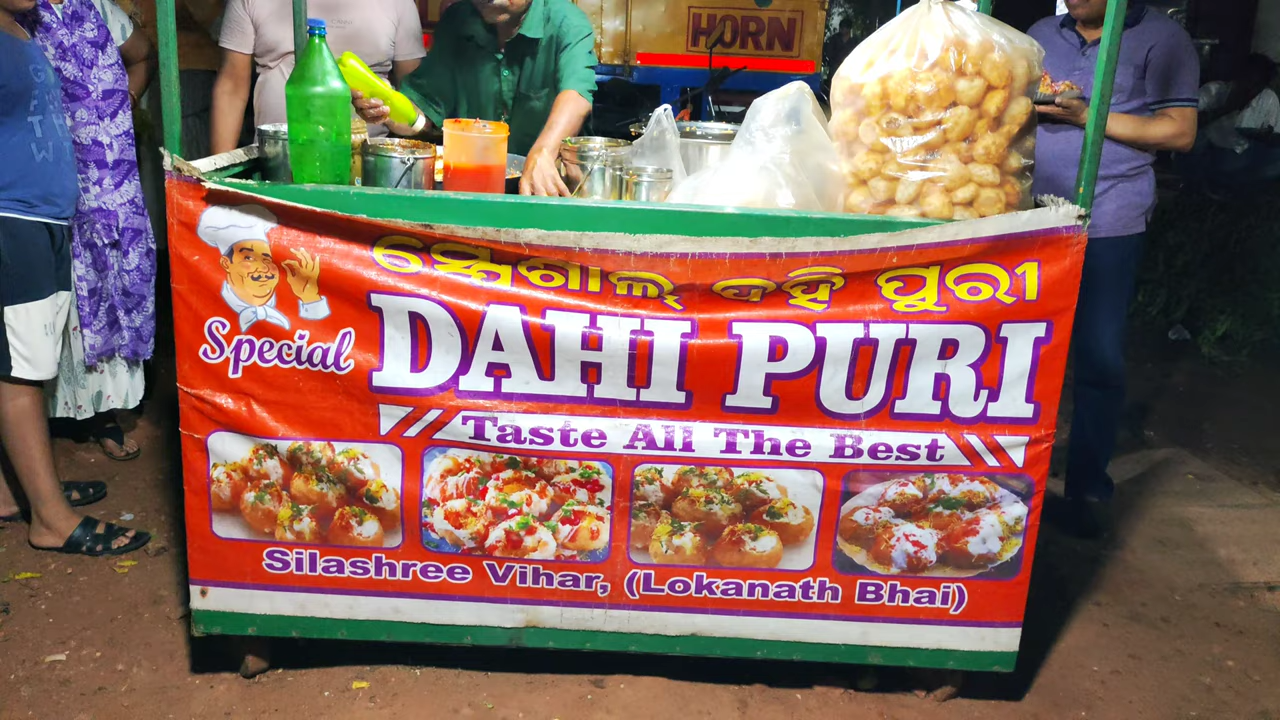 HORN
ସ୍ପେଶାଲ୍ ଦହି ପୁରୀ
Special
DAHI PURI
Taste All The Best
Silashree Vihar, (Lokanath Bhai)